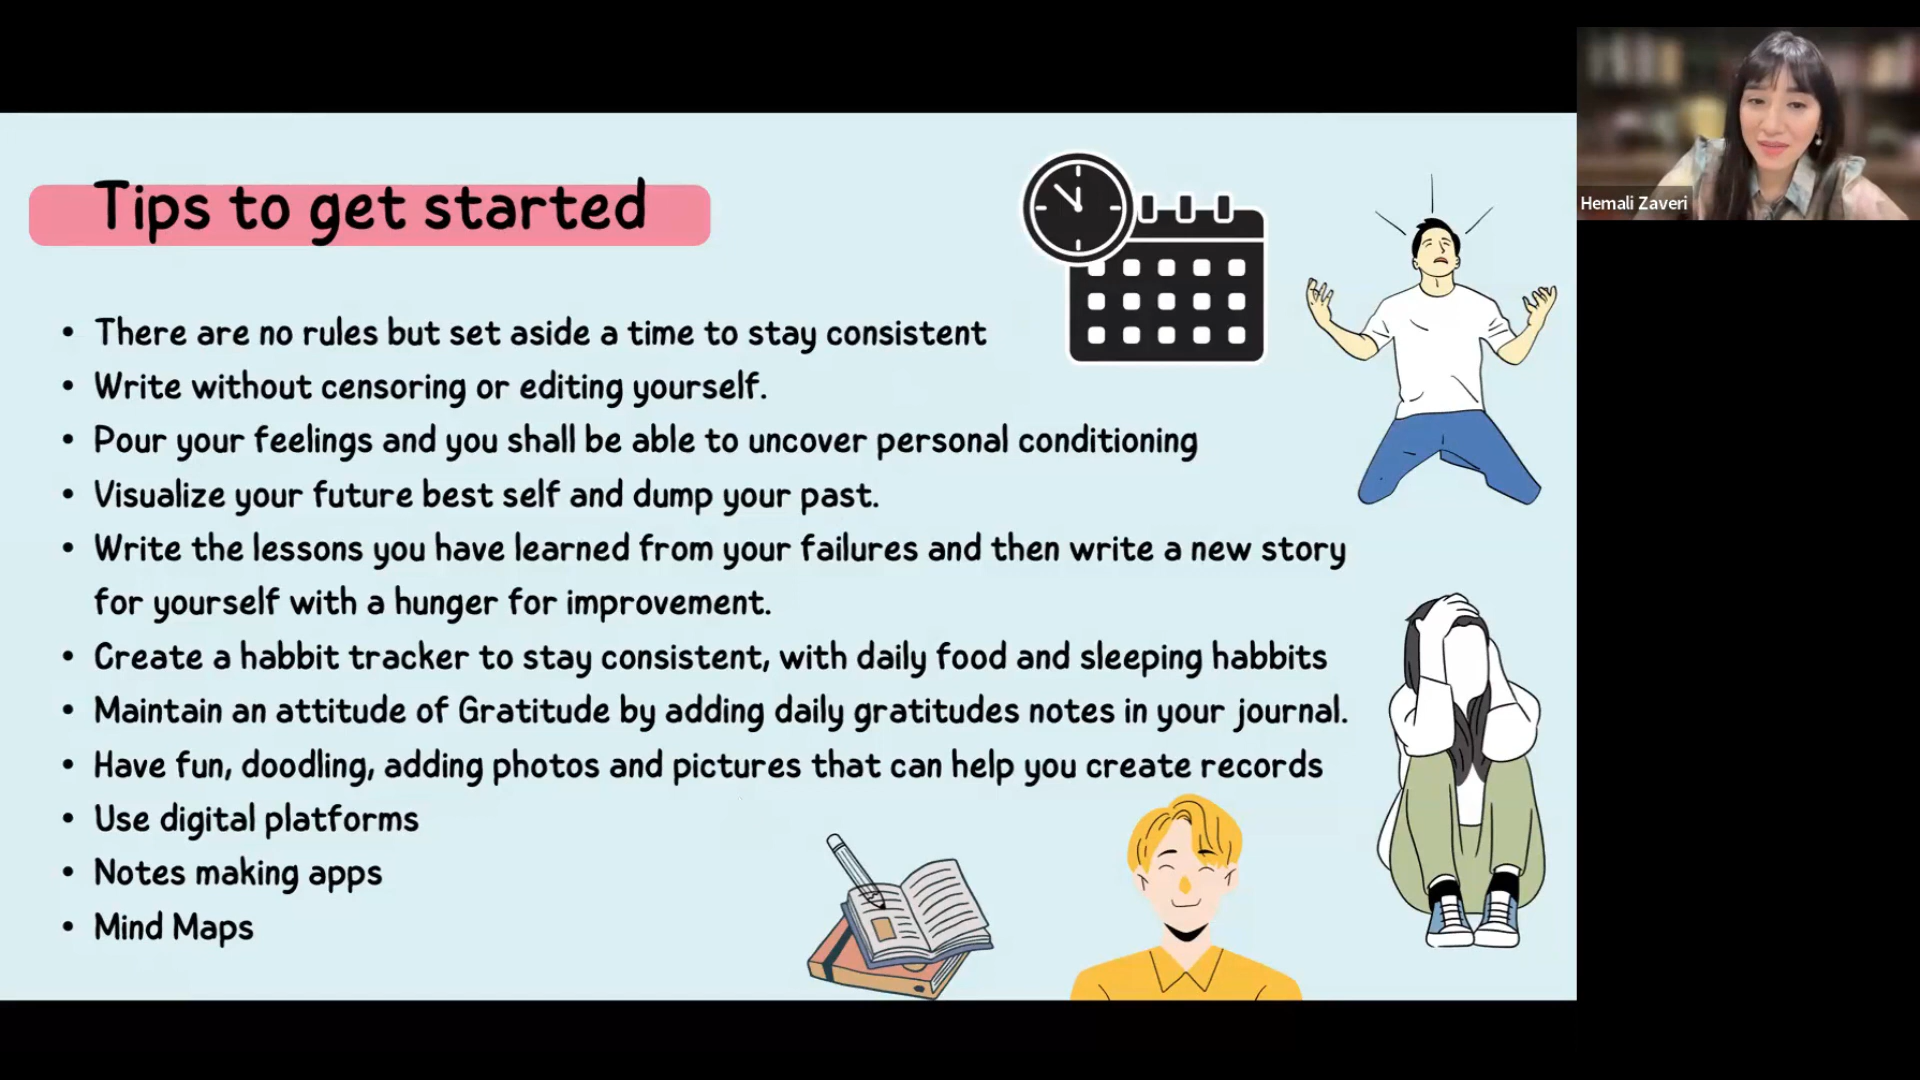 Tips to get started
• There are no rules but set aside a time to stay consistent
• Write without censoring or editing yourself.
• Pour your feelings and you shall be able to uncover personal conditioning
• Visualize your future best self and dump your past.
• Write the lessons you have learned from your failures and then write a new story
for yourself with a hunger for improvement.
• Create a habbit tracker to stay consistent, with daily food and sleeping habbits
• Maintain an attitude of Gratitude by adding daily gratitudes notes in your journal.
• Have fun, doodling, adding photos and pictures that can help you create records
• Use digital platforms
• Notes making apps
• Mind Maps
Hemali Zaveri